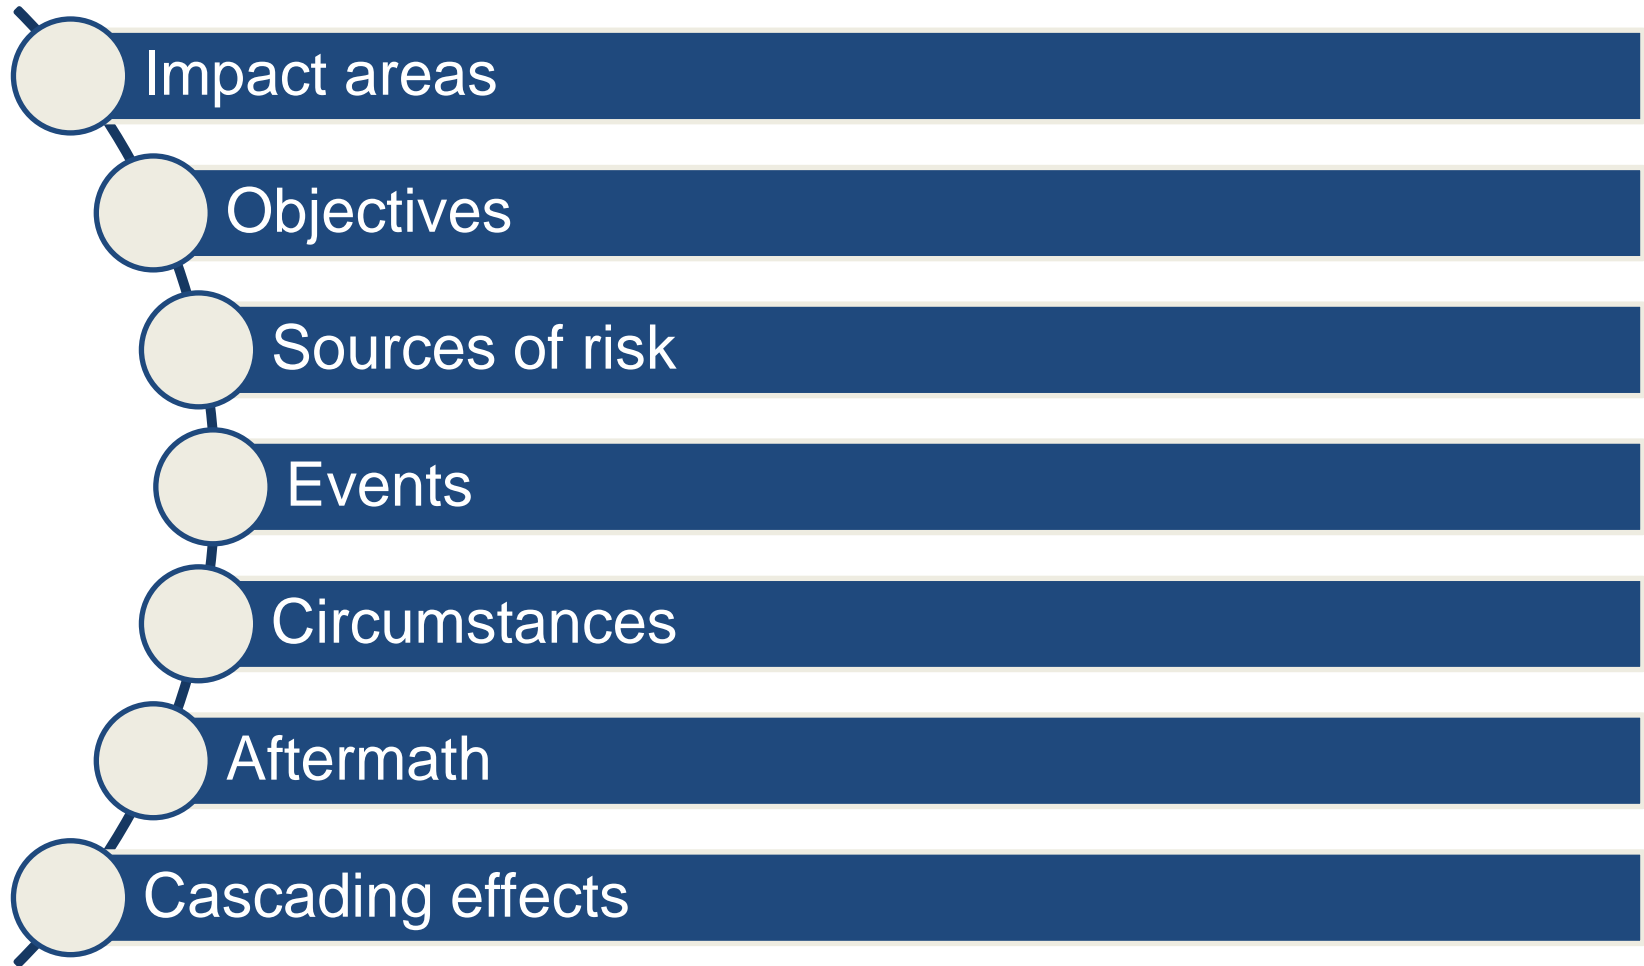 Impact areas
Objectives
Sources of risk
Events
Circumstances
Aftermath
Cascading effects